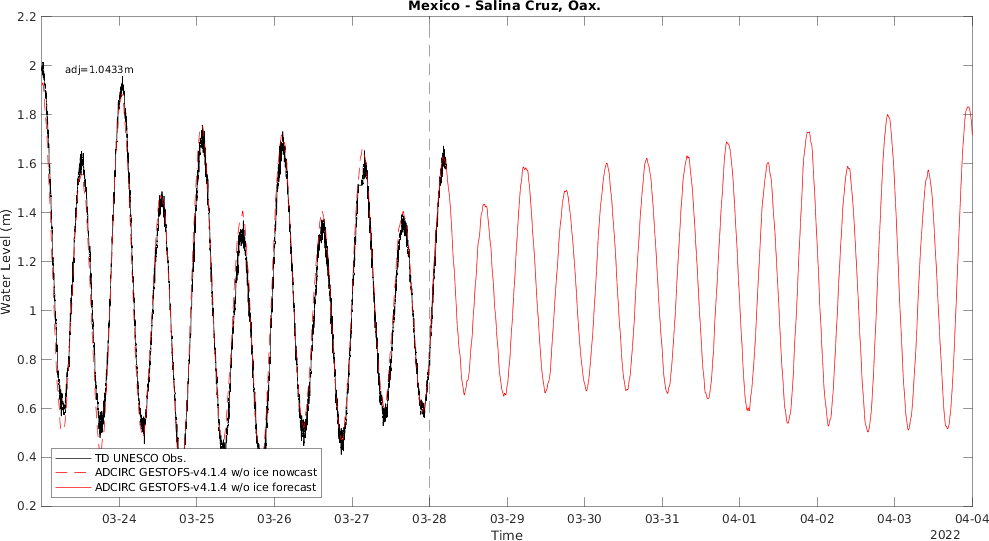 Mexico - Salina Cruz, Oax.
2.2
2
1.8
1.6
1.4
1.2
1
0.8
0.6
0.4
0.2
Water Level (m)
adj=1.0433m
TD UNESCO Obs.
ADCIRC GESTOFS-v4.1.4 w/o ice nowcast
ADCIRC GESTOFS-v4.1.4 w/o ice forecast
03-24 03-25 03-26 03-27 03-28 03-29 03-30 03-31 04-01 04-02 04-03 04-04
Time
2022